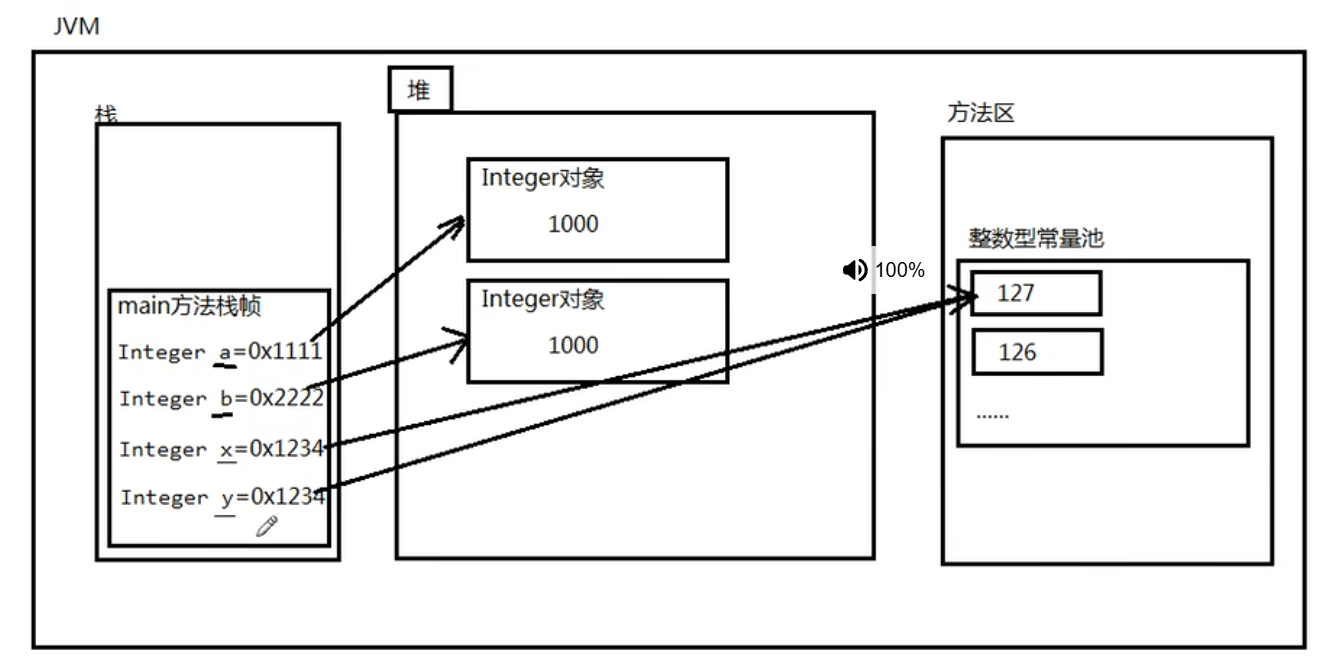 JVM
栈
main方法栈帧
Integer a=0x1111
Integer b=0x2222
Integer x=0x1234
Integer y=0x1234
堆
Integer对象
1000
Integer对象
1000
100%
方法区
整数型常量池
127
126
......